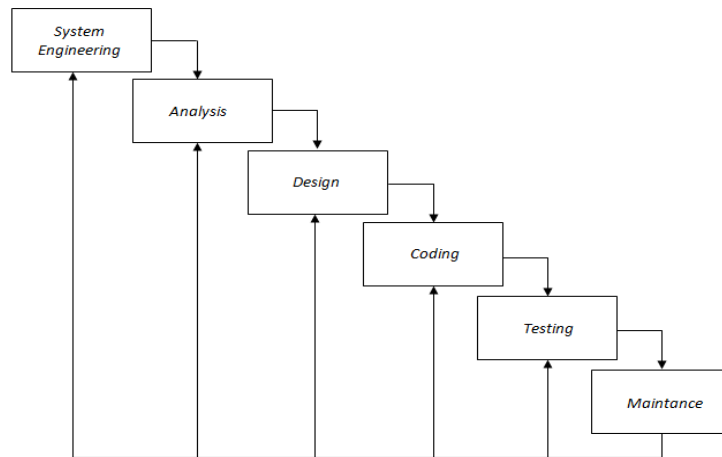 System
Engineering
Analysis
Design
Coding
Testing
Maintance